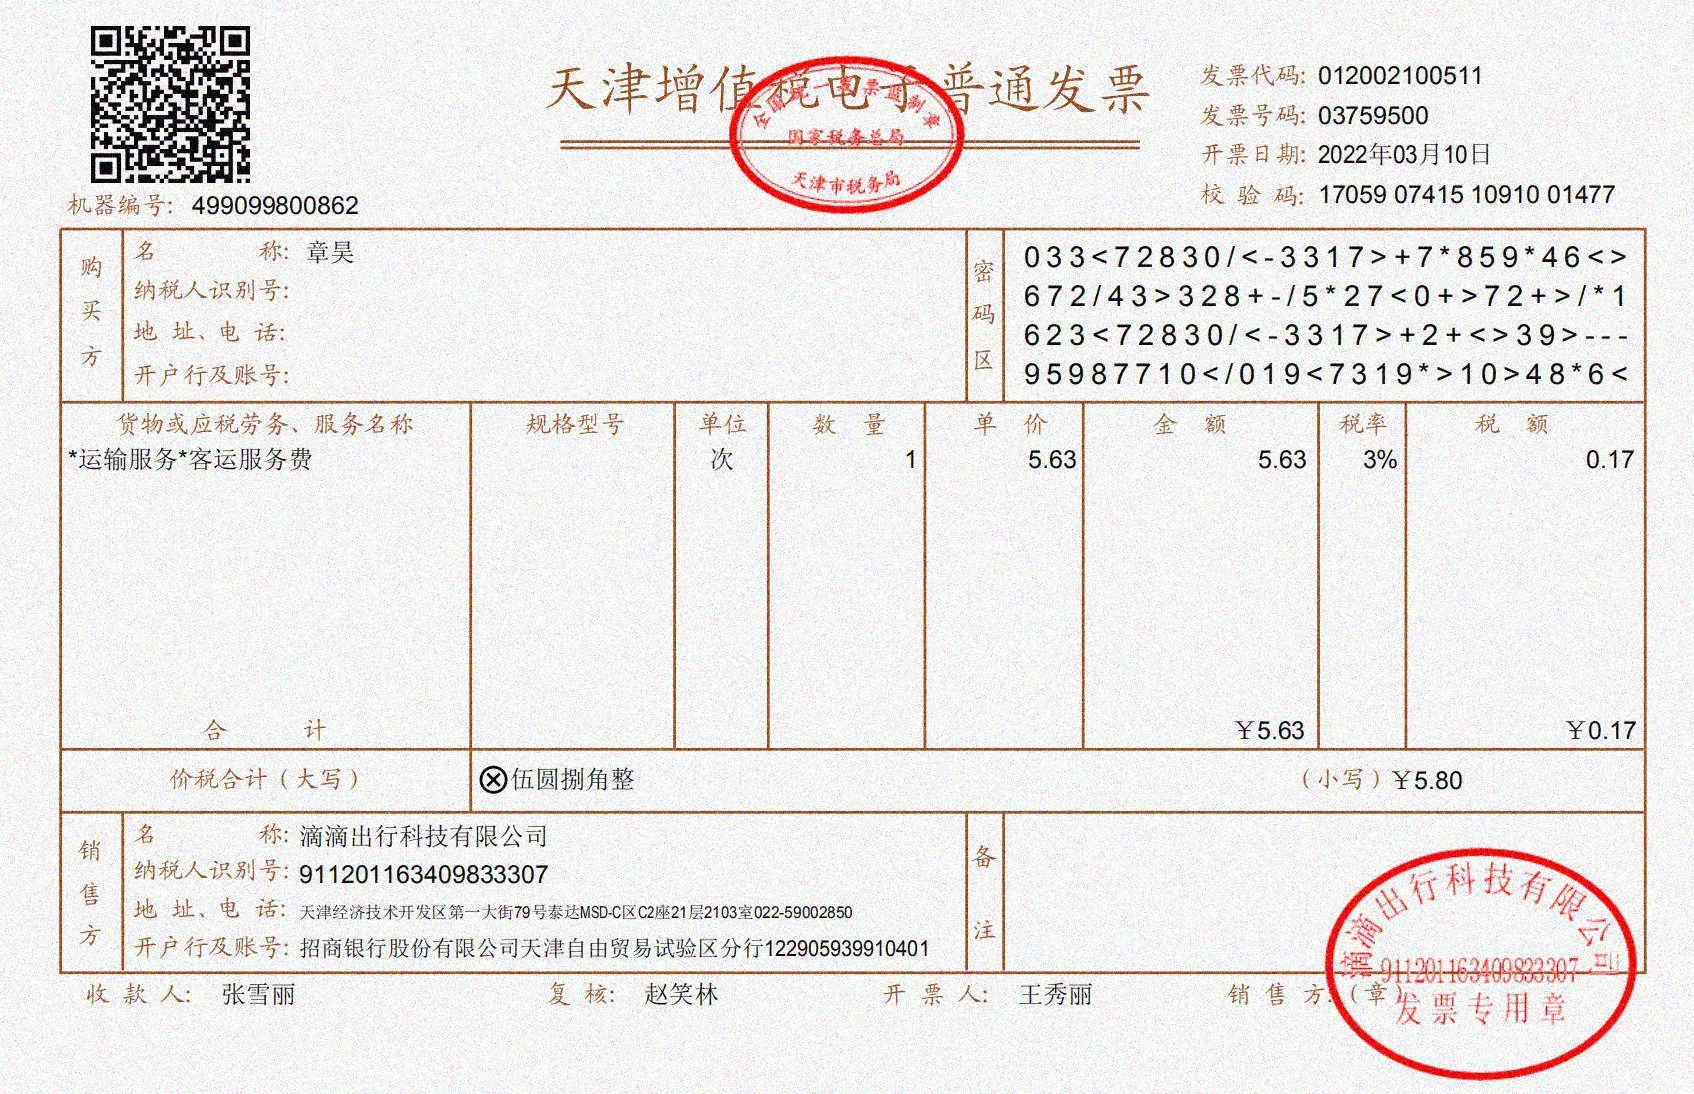 天津增值税电子普通发票
全国统一发票监制章
国家税务总局
天津市税务局
发票代码: 012002100511
发票号码: 03759500
开票日期: 2022年03月10日
校 验 码: 17059 07415 10910 01477
机器编号: 499099800862
购买方
名 称: 章昊
纳税人识别号:
地 址、电 话:
开户行及账号:
密码区
033<72830/<-3317>+7*859*46<>
672/43>328+-/5*27<0+>72+>/*1
623<72830/<-3317>+2+<>39>---
95987710</019<7319*>10>48*6<
货物或应税劳务、服务名称 规格型号 单位 数 量 单 价 金 额 税率 税 额
*运输服务*客运服务费 次 1 5.63 5.63 3% 0.17
合 计 ￥5.63 ￥0.17
价税合计（大写） ⊗伍圆捌角整 （小写）￥5.80
销售方
名 称: 滴滴出行科技有限公司
纳税人识别号: 911201163409833307
地 址、电 话: 天津经济技术开发区第一大街79号泰达MSD-C区C2座21层2103室022-59002850
开户行及账号: 招商银行股份有限公司天津自由贸易试验区分行122905939910401
备注
收 款 人: 张雪丽 复 核: 赵笑林 开 票 人: 王秀丽 销 售 方:（章）
滴滴出行科技有限公司
911201163409833307
发票专用章